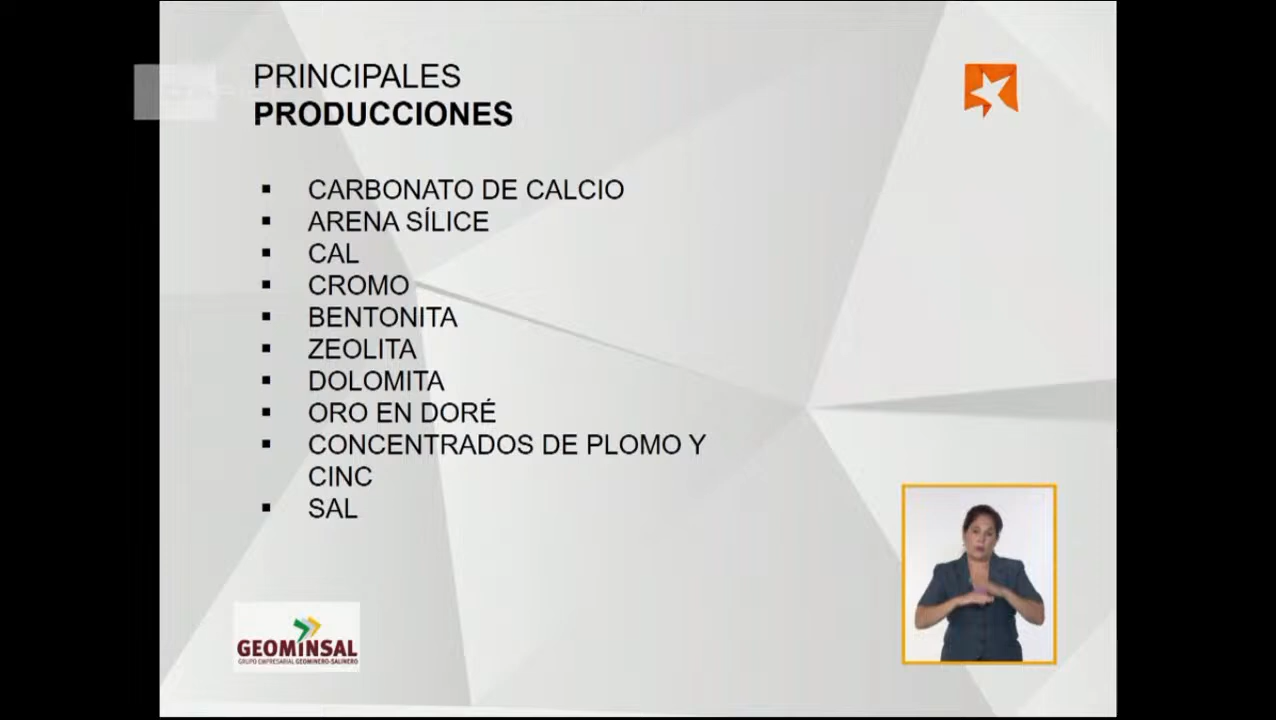 PRINCIPALES
PRODUCCIONES
▪ CARBONATO DE CALCIO
▪ ARENA SÍLICE
▪ CAL
▪ CROMO
▪ BENTONITA
▪ ZEOLITA
▪ DOLOMITA
▪ ORO EN DORÉ
▪ CONCENTRADOS DE PLOMO Y
CINC
▪ SAL
GEOMINSAL
GRUPO EMPRESARIAL GEOMINERO-SALINERO